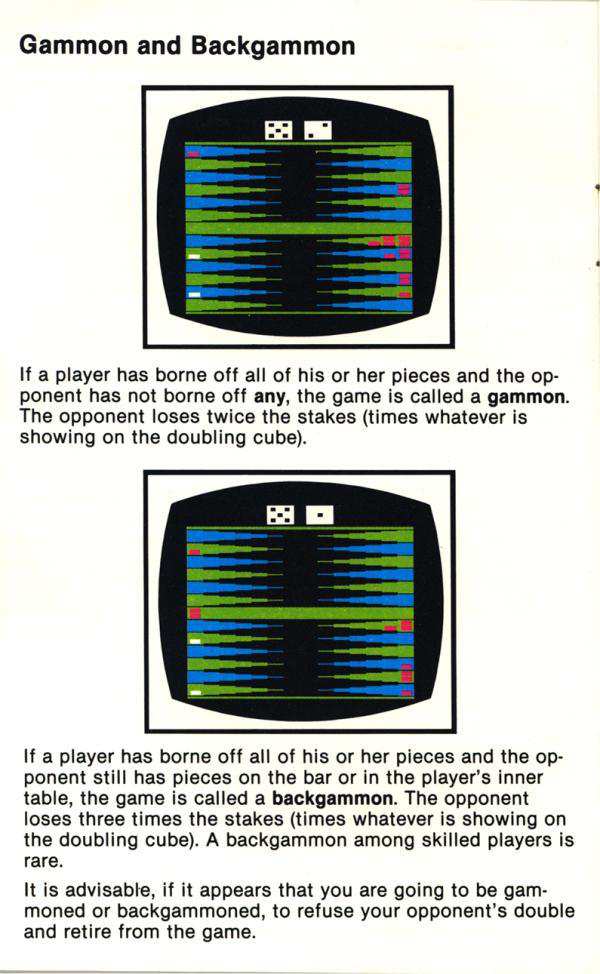 Gammon and Backgammon
If a player has borne off all of his or her pieces and the op-
ponent has not borne off any, the game is called a gammon.
The opponent loses twice the stakes (times whatever is
showing on the doubling cube).
If a player has borne off all of his or her pieces and the op-
ponent still has pieces on the bar or in the player's inner
table, the game is called a backgammon. The opponent
loses three times the stakes (times whatever is showing on
the doubling cube). A backgammon among skilled players is
rare.
It is advisable, if it appears that you are going to be gam-
moned or backgammoned, to refuse your opponent's double
and retire from the game.